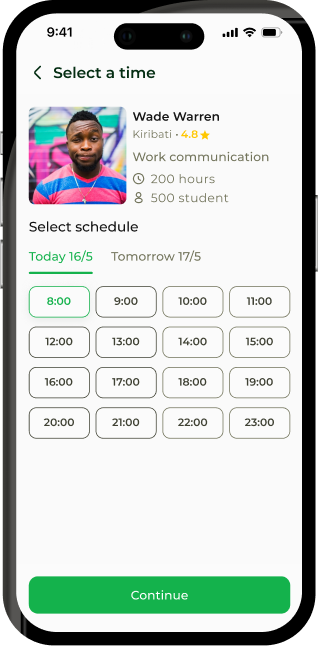 9:41
Select a time
Wade Warren
Kiribati • 4.8
Work communication
200 hours
500 student
Select schedule
Today 16/5 Tomorrow 17/5
8:00 9:00 10:00 11:00
12:00 13:00 14:00 15:00
16:00 17:00 18:00 19:00
20:00 21:00 22:00 23:00
Continue